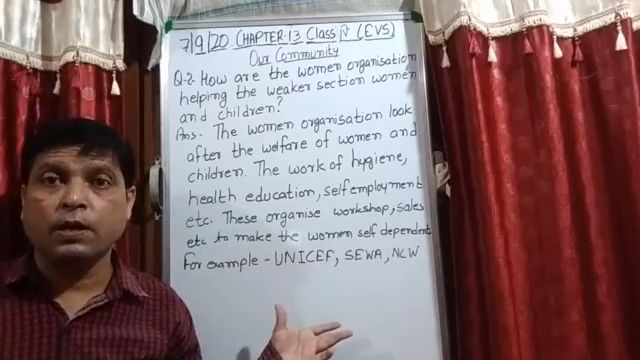 7/9/20 CHAPTER-13 CLASS IV (EVS)
Our Community
Q.2. How are the women organisation
helping the weaker section women
and children?
Ans. The women organisation look
after the welfare of women and
children. The work of hygiene,
health education, self employment
etc. These organise workshop, sales
etc to make the women self dependent
For example - UNICEF, SEWA, NCW